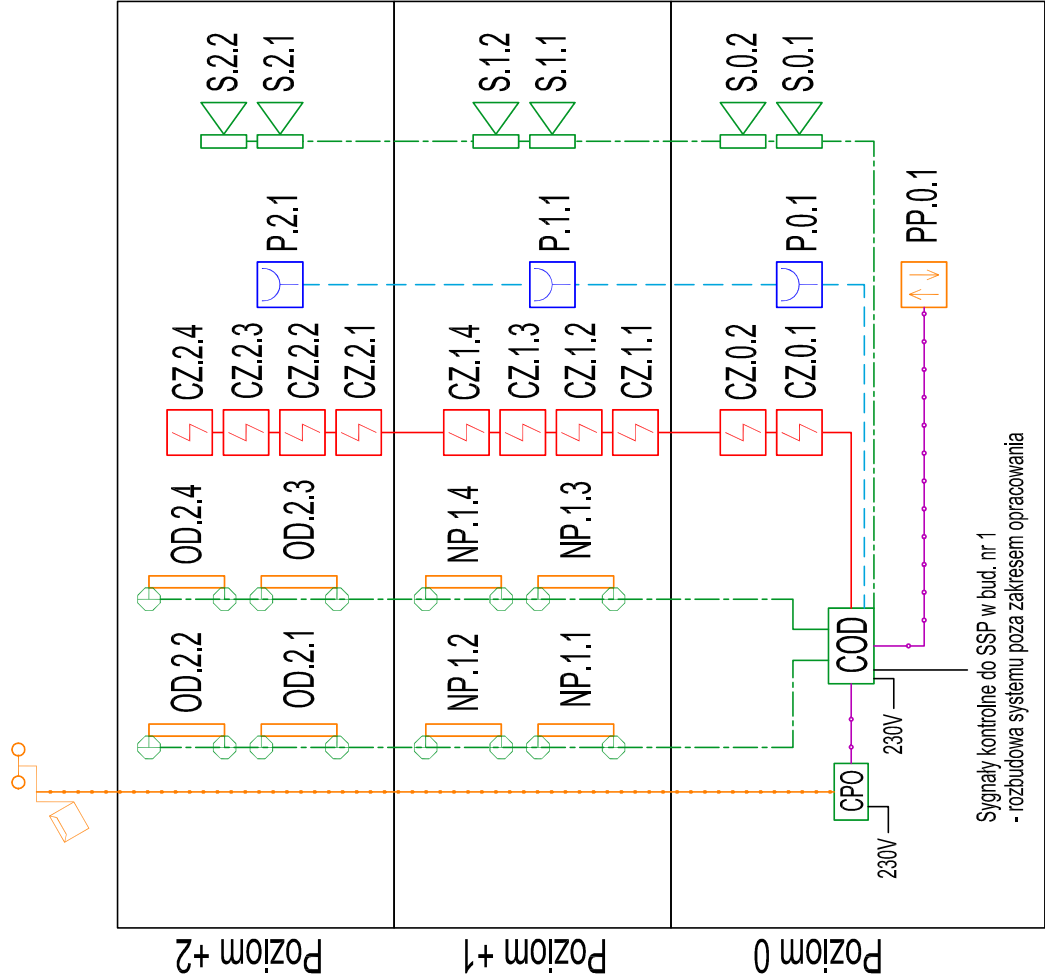 S.2.2
S.2.1
S.1.2
S.1.1
S.0.2
S.0.1
P.2.1
P.1.1
P.0.1
PP.0.1
CZ.2.4
CZ.2.3
CZ.2.2
CZ.2.1
CZ.1.4
CZ.1.3
CZ.1.2
CZ.1.1
CZ.0.2
CZ.0.1
OD.2.4
OD.2.3
NP.1.4
NP.1.3
OD.2.2
OD.2.1
NP.1.2
NP.1.1
COD
CPO
230V
230V
Sygnały kontrolne do SSP w bud. nr 1
- rozbudowa systemu poza zakresem opracowania
Poziom +2
Poziom +1
Poziom 0